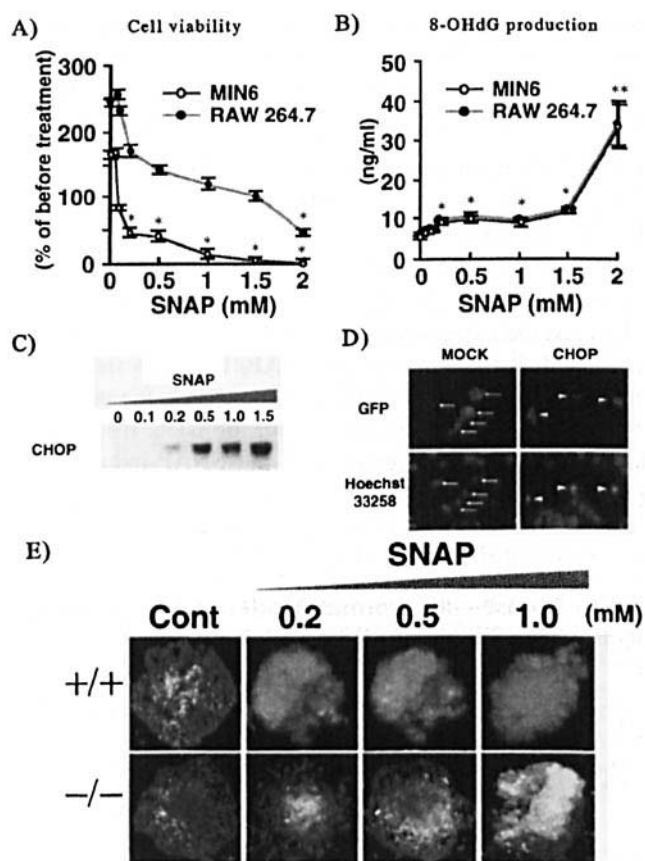 A) Cell viability
300
250
100
50
0
(% of before treatment)
MIN6
RAW 264.7
* * * * * *
0 0.5 1 1.5 2
SNAP (mM)
B) 8-OHdG production
50
40
30
20
10
0
(ng/ml)
MIN6
RAW 264.7
* * * * **
0 0.5 1 1.5 2
SNAP (mM)
C)
SNAP
0 0.1 0.2 0.5 1.0 1.5
CHOP
D)
MOCK CHOP
GFP
Hoechst
33258
E)
SNAP
Cont 0.2 0.5 1.0 (mM)
+/+
−/−